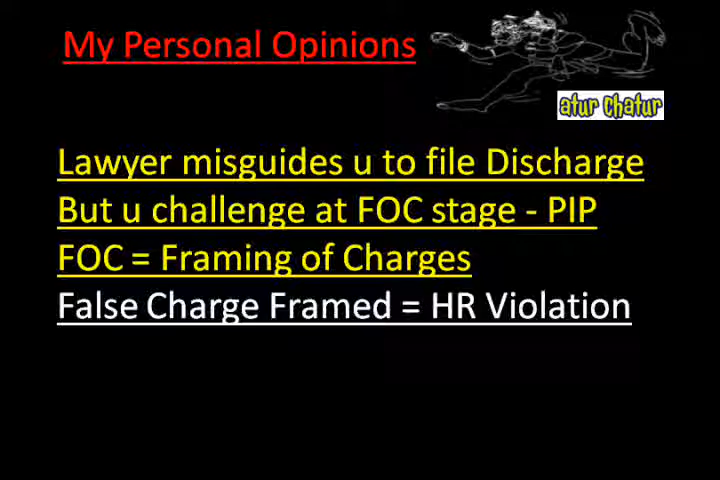 My Personal Opinions
atur chatur
Lawyer misguides u to file Discharge
But u challenge at FOC stage - PIP
FOC = Framing of Charges
False Charge Framed = HR Violation